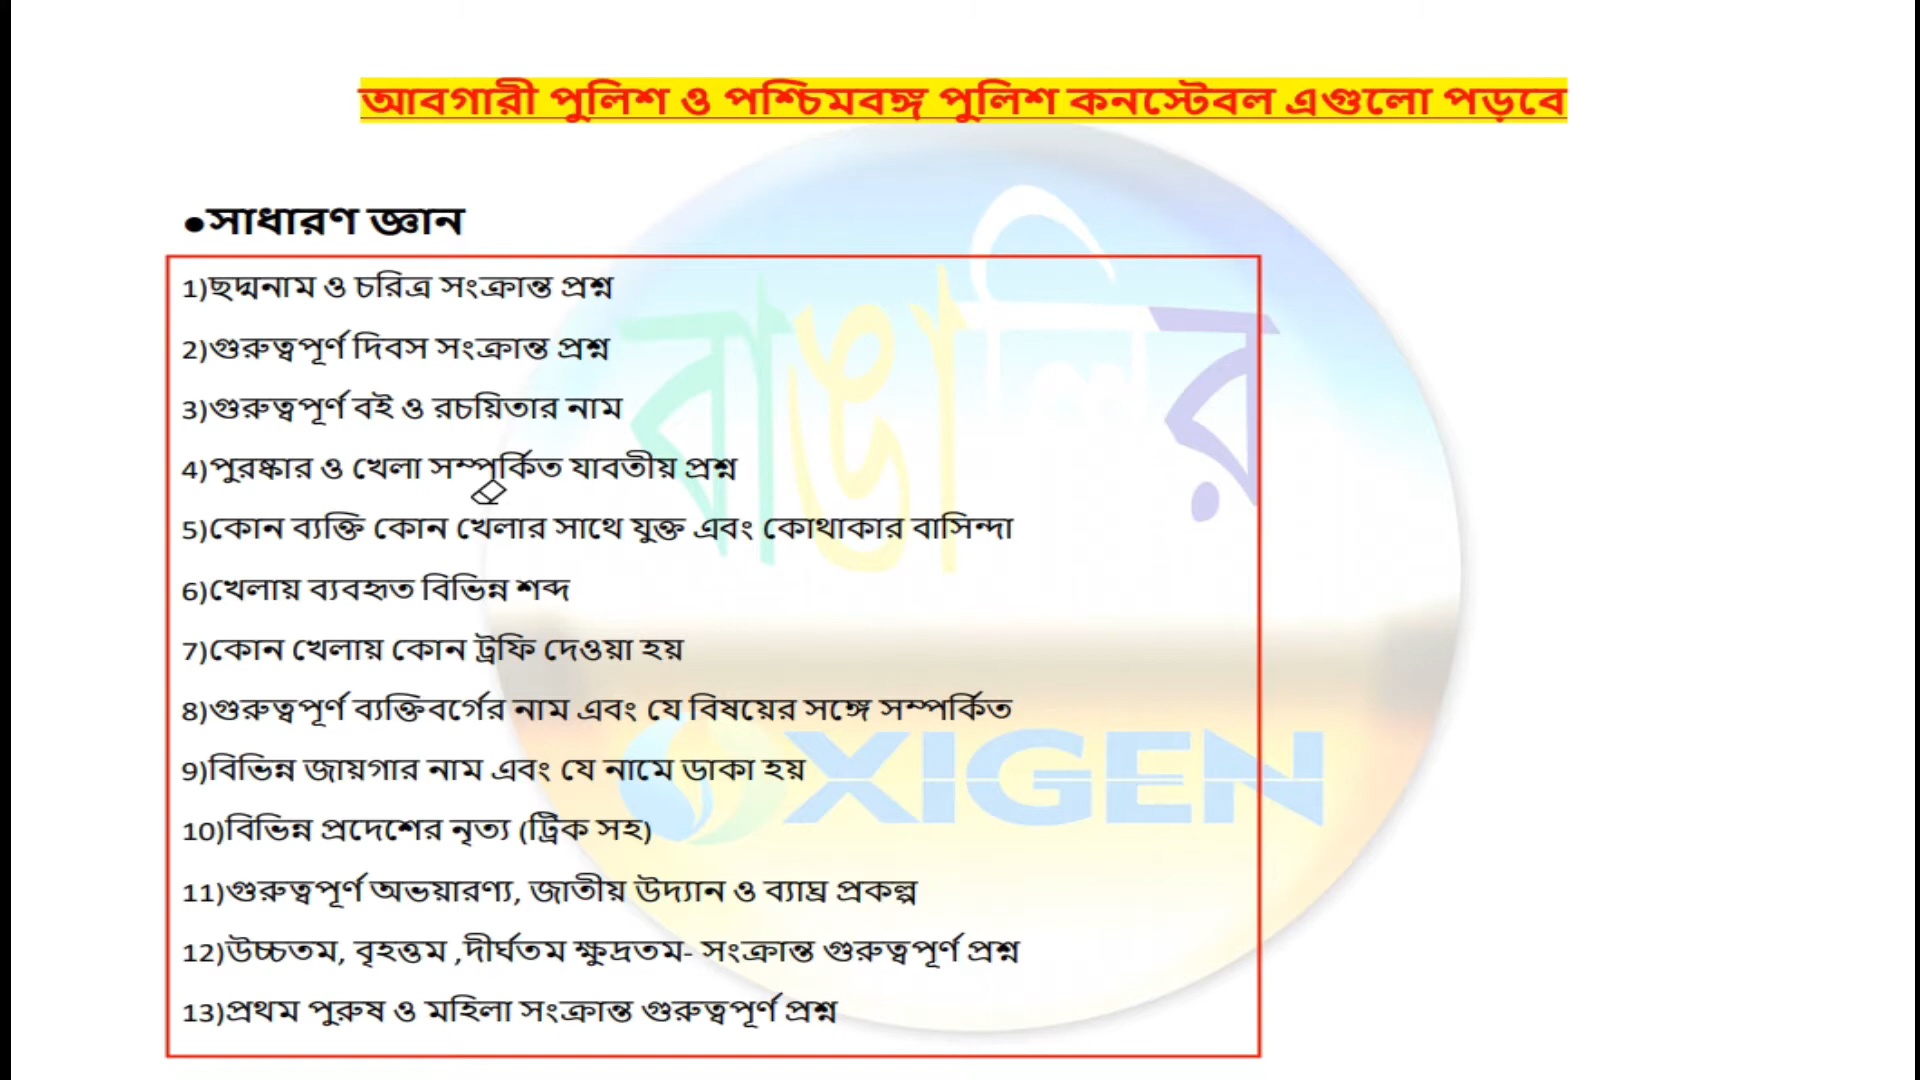 আবগারী পুলিশ ও পশ্চিমবঙ্গ পুলিশ কনস্টেবল এগুলো পড়বে
●সাধারণ জ্ঞান
1)ছদ্মনাম ও চরিত্র সংক্রান্ত প্রশ্ন
2)গুরুত্বপূর্ণ দিবস সংক্রান্ত প্রশ্ন
3)গুরুত্বপূর্ণ বই ও রচয়িতার নাম
4)পুরষ্কার ও খেলা সম্পর্কিত যাবতীয় প্রশ্ন
5)কোন ব্যক্তি কোন খেলার সাথে যুক্ত এবং কোথাকার বাসিন্দা
6)খেলায় ব্যবহৃত বিভিন্ন শব্দ
7)কোন খেলায় কোন ট্রফি দেওয়া হয়
8)গুরুত্বপূর্ণ ব্যক্তিবর্গের নাম এবং যে বিষয়ের সঙ্গে সম্পর্কিত
9)বিভিন্ন জায়গার নাম এবং যে নামে ডাকা হয়
10)বিভিন্ন প্রদেশের নৃত্য (ট্রিক সহ)
11)গুরুত্বপূর্ণ অভয়ারণ্য, জাতীয় উদ্যান ও ব্যাঘ্র প্রকল্প
12)উচ্চতম, বৃহত্তম ,দীর্ঘতম ক্ষুদ্রতম- সংক্রান্ত গুরুত্বপূর্ণ প্রশ্ন
13)প্রথম পুরুষ ও মহিলা সংক্রান্ত গুরুত্বপূর্ণ প্রশ্ন
বাঙালির
OXIGEN